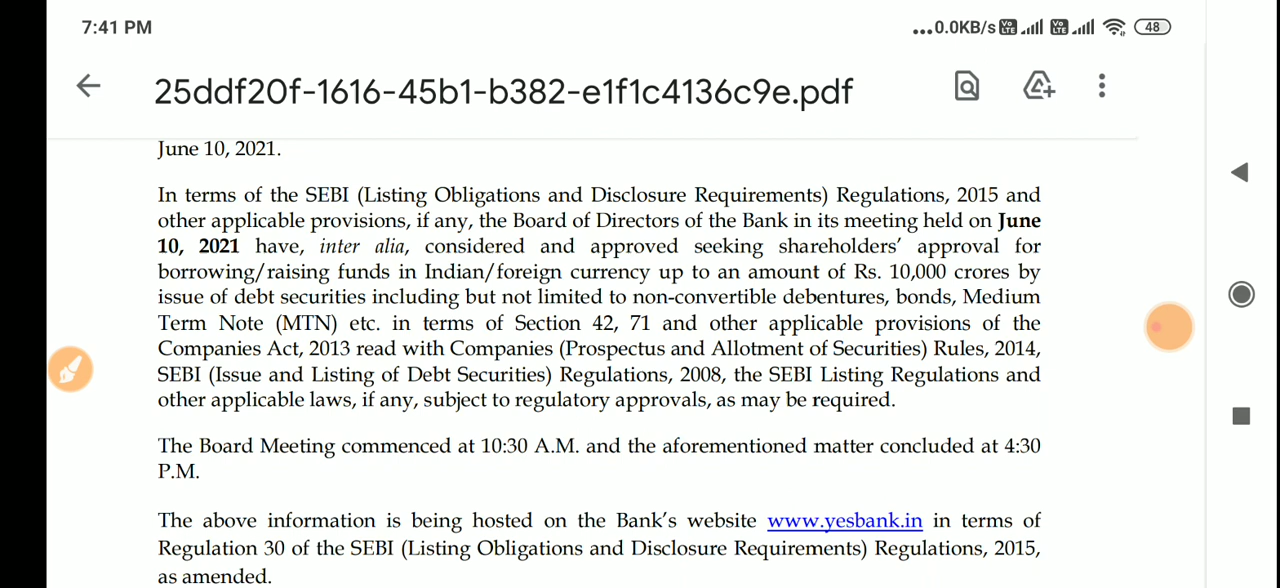 7:41 PM
...0.0KB/s Vo LTE Vo LTE 48
25ddf20f-1616-45b1-b382-e1f1c4136c9e.pdf
June 10, 2021.
In terms of the SEBI (Listing Obligations and Disclosure Requirements) Regulations, 2015 and
other applicable provisions, if any, the Board of Directors of the Bank in its meeting held on June
10, 2021 have, inter alia, considered and approved seeking shareholders' approval for
borrowing/raising funds in Indian/foreign currency up to an amount of Rs. 10,000 crores by
issue of debt securities including but not limited to non-convertible debentures, bonds, Medium
Term Note (MTN) etc. in terms of Section 42, 71 and other applicable provisions of the
Companies Act, 2013 read with Companies (Prospectus and Allotment of Securities) Rules, 2014,
SEBI (Issue and Listing of Debt Securities) Regulations, 2008, the SEBI Listing Regulations and
other applicable laws, if any, subject to regulatory approvals, as may be required.
The Board Meeting commenced at 10:30 A.M. and the aforementioned matter concluded at 4:30
P.M.
The above information is being hosted on the Bank's website www.yesbank.in in terms of
Regulation 30 of the SEBI (Listing Obligations and Disclosure Requirements) Regulations, 2015,
as amended.